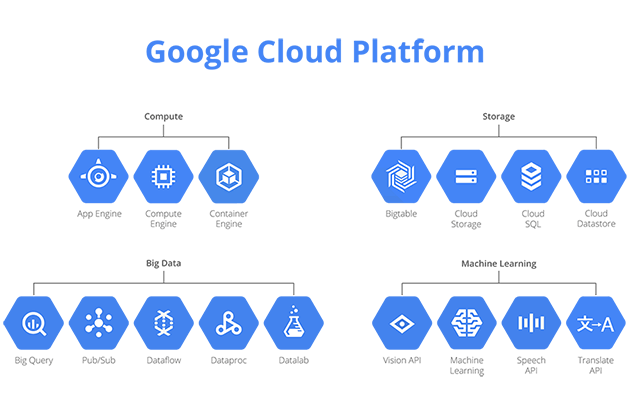 Google Cloud Platform
Compute
Storage
App Engine
Compute
Engine
Container
Engine
Bigtable
Cloud
Storage
Cloud
SQL
Cloud
Datastore
Big Data
Machine Learning
文→A
Big Query
Pub/Sub
Dataflow
Dataproc
Datalab
Vision API
Machine
Learning
Speech
API
Translate
API